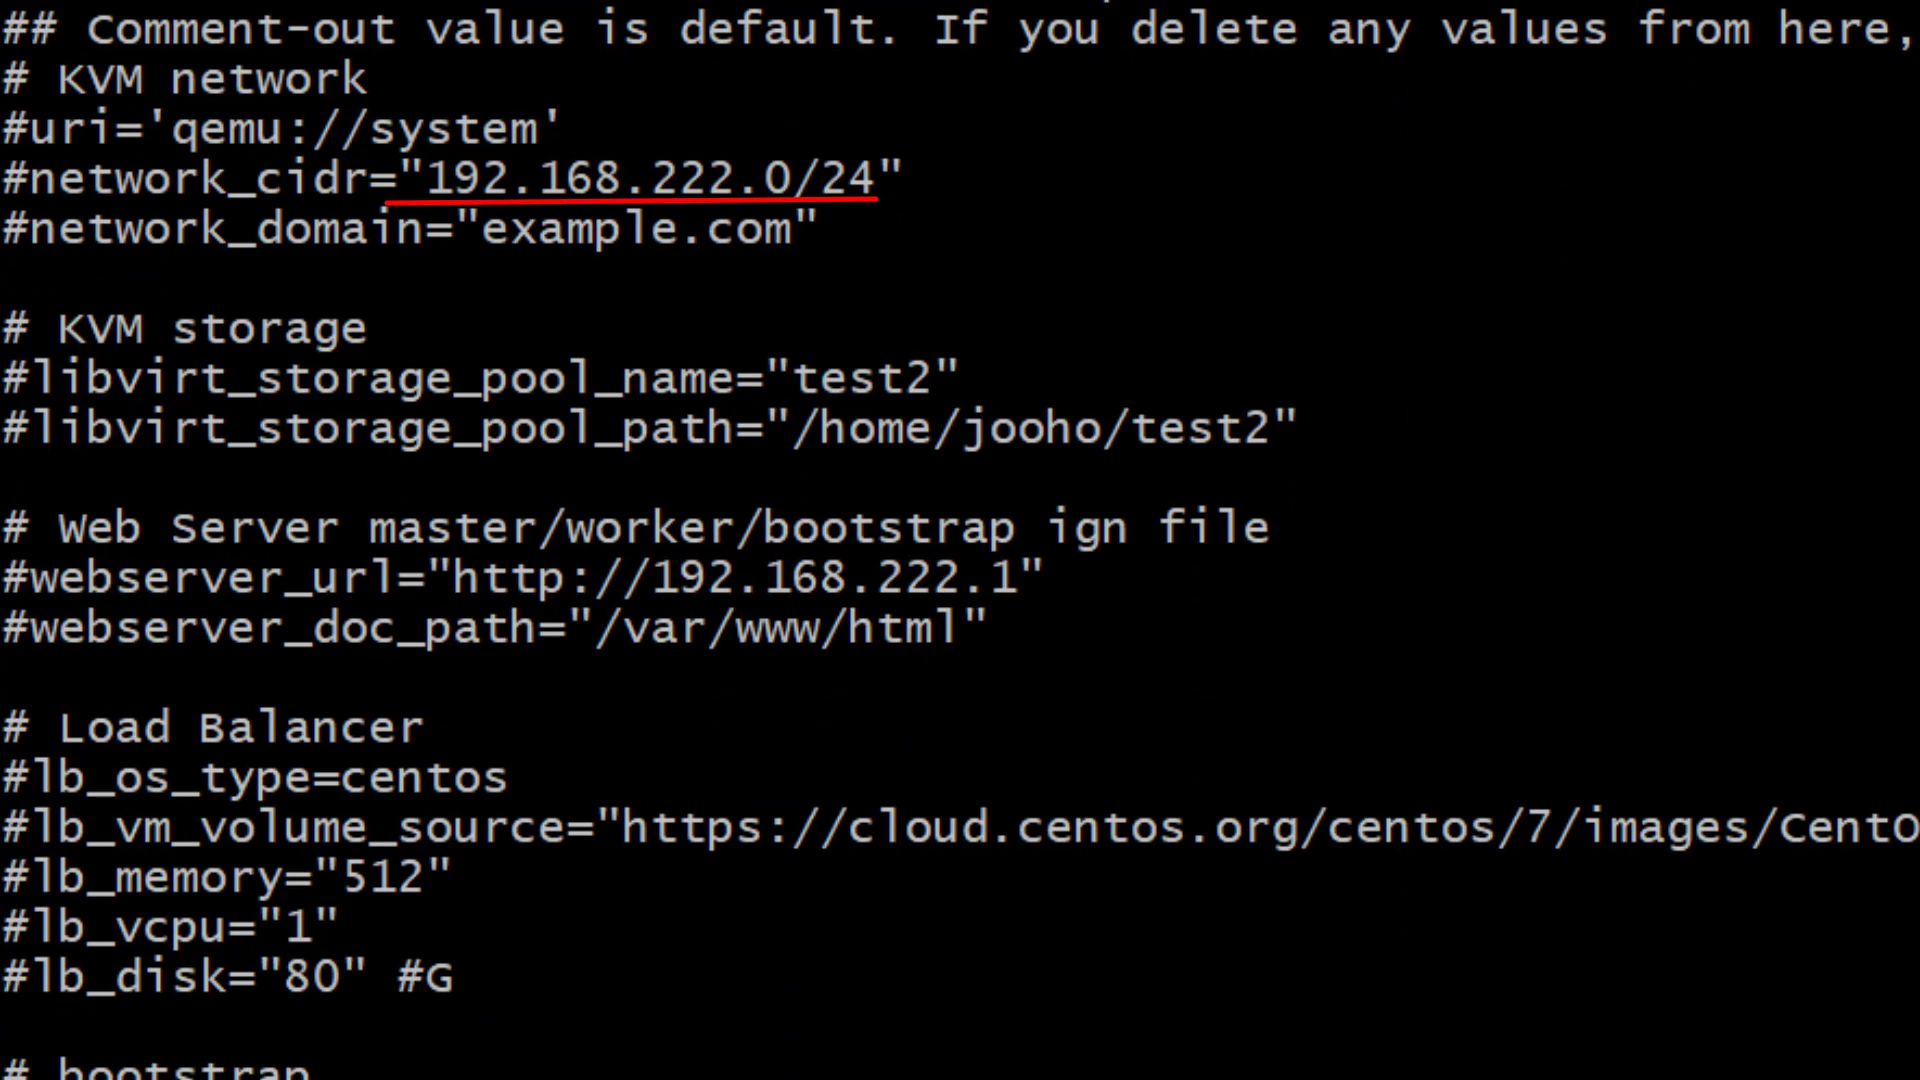 ## Comment-out value is default. If you delete any values from here,
# KVM network
#uri='qemu://system'
#network_cidr="192.168.222.0/24"
#network_domain="example.com"
# KVM storage
#libvirt_storage_pool_name="test2"
#libvirt_storage_pool_path="/home/jooho/test2"
# Web Server master/worker/bootstrap ign file
#webserver_url="http://192.168.222.1"
#webserver_doc_path="/var/www/html"
# Load Balancer
#lb_os_type=centos
#lb_vm_volume_source="https://cloud.centos.org/centos/7/images/CentO
#lb_memory="512"
#lb_vcpu="1"
#lb_disk="80" #G
# bootstrap